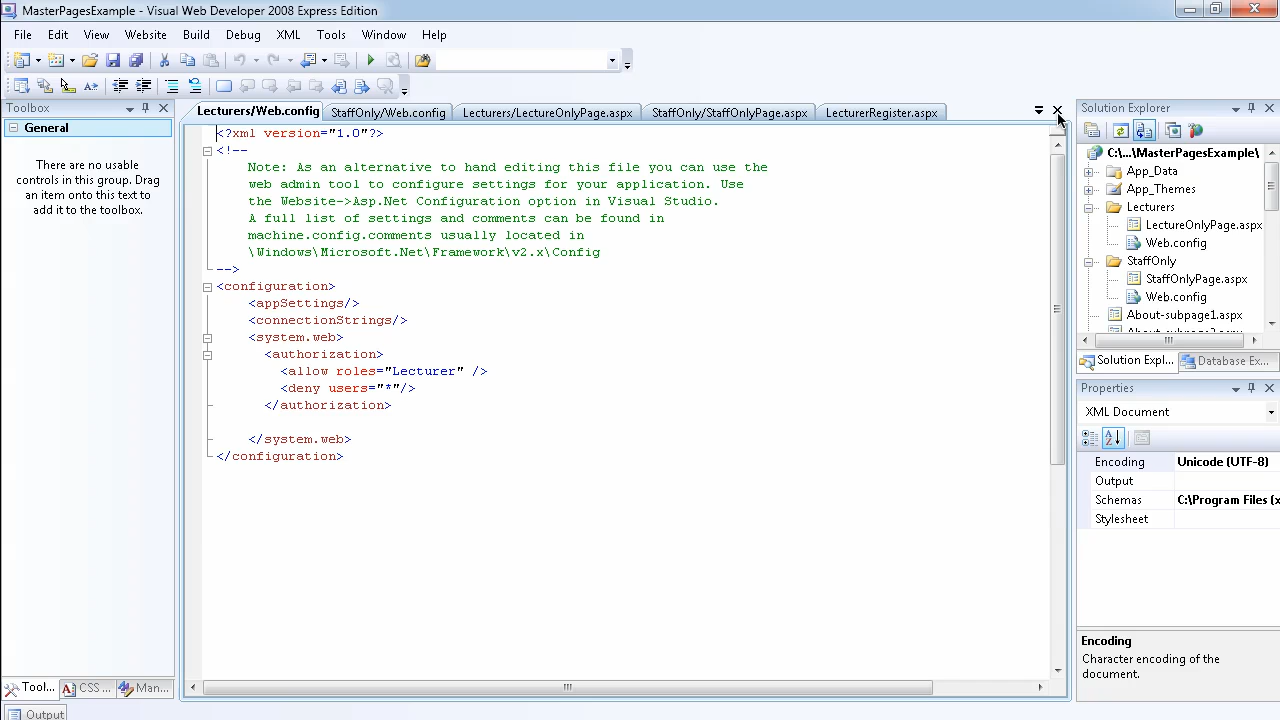 MasterPagesExample - Visual Web Developer 2008 Express Edition
File Edit View Website Build Debug XML Tools Window Help
Toolbox
General
There are no usable
controls in this group. Drag
an item onto this text to
add it to the toolbox.
Tool... CSS ... Man...
Output
Lecturers/Web.config StaffOnly/Web.config Lecturers/LectureOnlyPage.aspx StaffOnly/StaffOnlyPage.aspx LecturerRegister.aspx
<?xml version="1.0"?>
<!--
Note: As an alternative to hand editing this file you can use the
web admin tool to configure settings for your application. Use
the Website->Asp.Net Configuration option in Visual Studio.
A full list of settings and comments can be found in
machine.config.comments usually located in
\Windows\Microsoft.Net\Framework\v2.x\Config
-->
<configuration>
<appSettings/>
<connectionStrings/>
<system.web>
<authorization>
<allow roles="Lecturer" />
<deny users="*"/>
</authorization>
</system.web>
</configuration>
Solution Explorer
C:\...\MasterPagesExample\
App_Data
App_Themes
Lecturers
LectureOnlyPage.aspx
Web.config
StaffOnly
StaffOnlyPage.aspx
Web.config
About-subpage1.aspx
Solution Expl... Database Ex...
Properties
XML Document
Encoding Unicode (UTF-8)
Output
Schemas C:\Program Files (x
Stylesheet
Encoding
Character encoding of the
document.